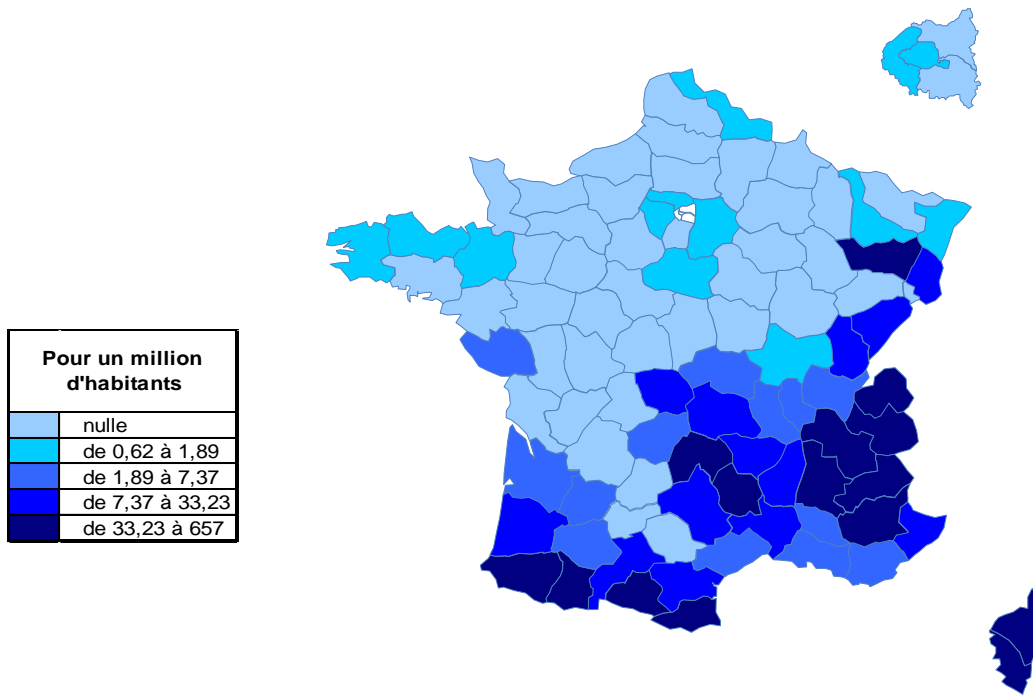 Pour un million
d'habitants
nulle
de 0,62 à 1,89
de 1,89 à 7,37
de 7,37 à 33,23
de 33,23 à 657